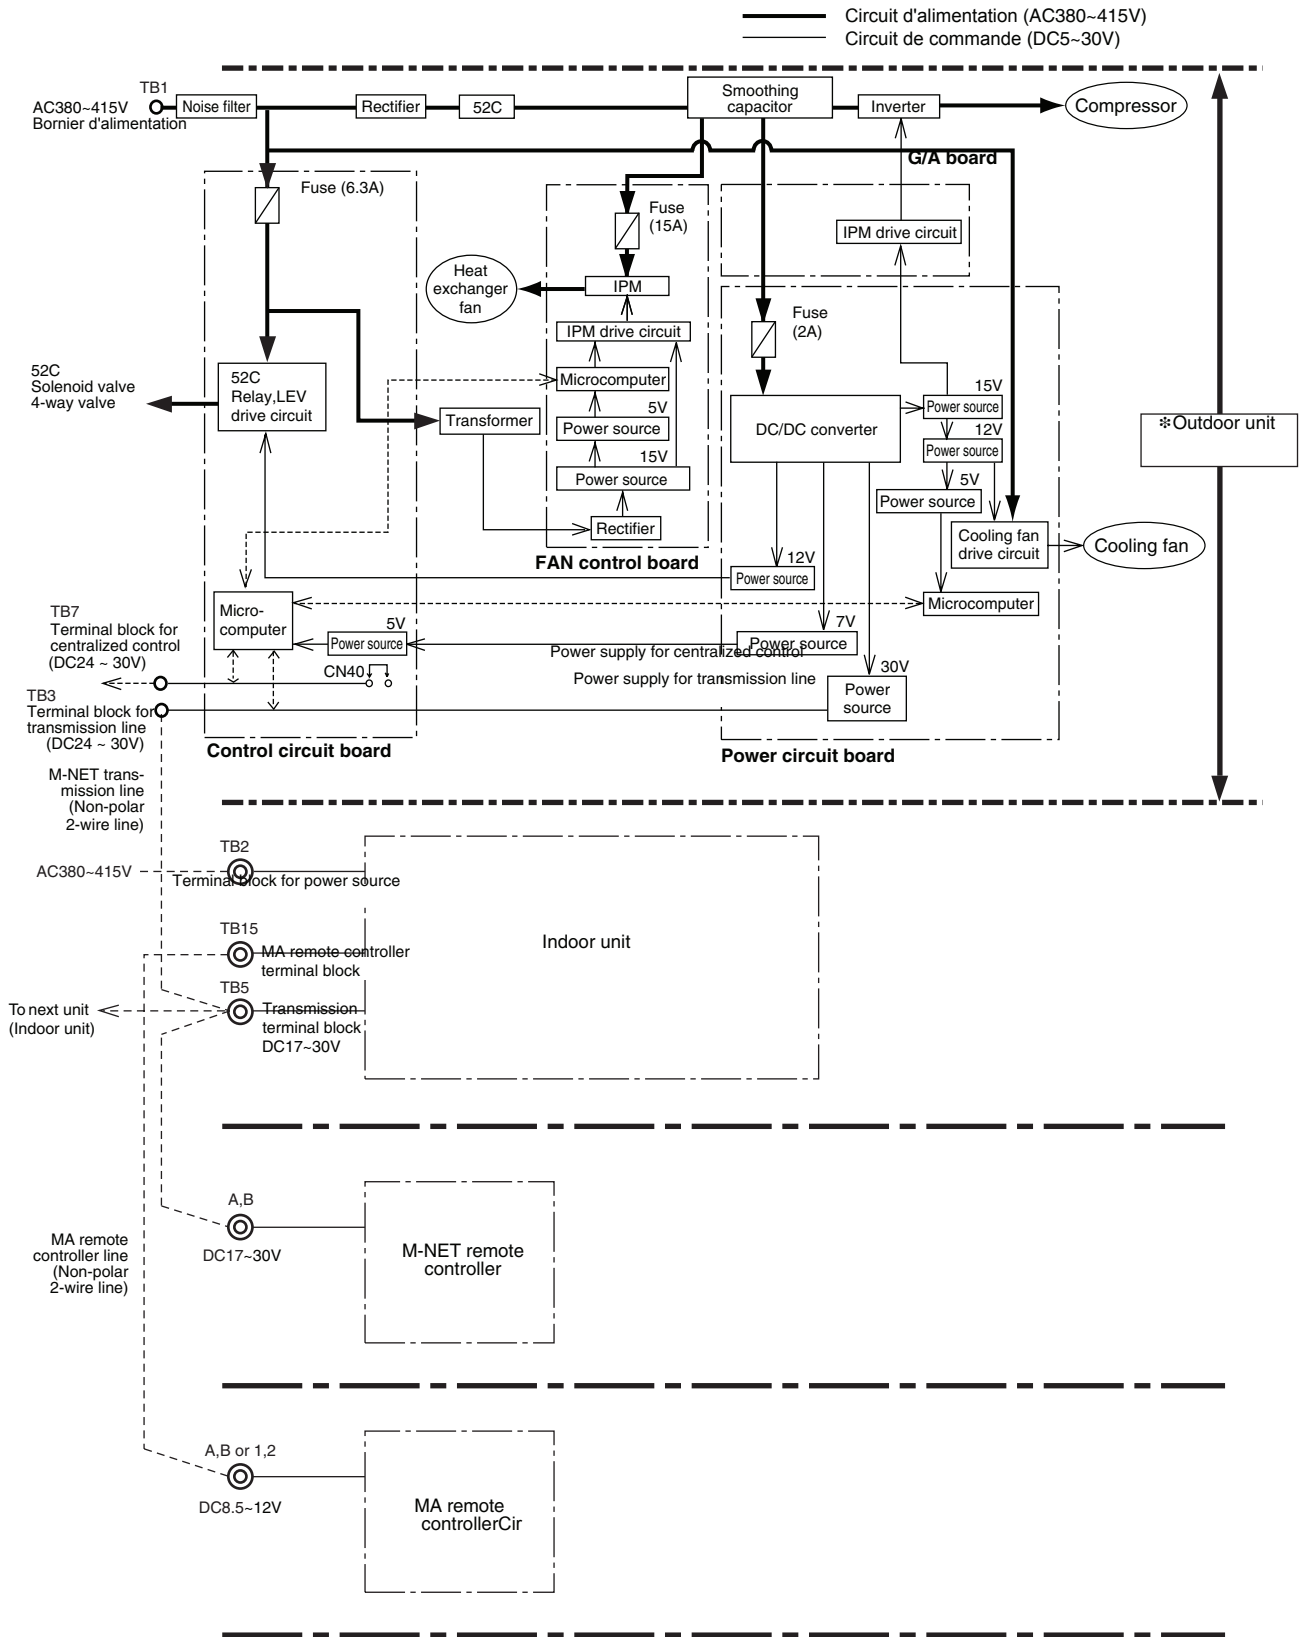 Circuit d'alimentation (AC380~415V)
Circuit de commande (DC5~30V)
TB1
AC380~415V
Bornier d'alimentation
Noise filter
Rectifier
52C
Smoothing
capacitor
Inverter
Compressor
G/A board
Fuse (6.3A)
Fuse
(15A)
IPM drive circuit
Heat
exchanger
fan
IPM
Fuse
(2A)
IPM drive circuit
52C
Solenoid valve
4-way valve
52C
Relay,LEV
drive circuit
Microcomputer
Transformer
5V
Power source
15V
Power source
Rectifier
FAN control board
DC/DC converter
15V
Power source
12V
Power source
5V
Power source
Cooling fan
drive circuit
Cooling fan
✻Outdoor unit
12V
Power source
Microcomputer
TB7
Terminal block for
centralized control
(DC24 ~ 30V)
Micro-
computer
5V
Power source
7V
Power source
Power supply for centralized control
CN40
Power supply for transmission line
30V
Power
source
TB3
Terminal block for
transmission line
(DC24 ~ 30V)
Control circuit board
Power circuit board
M-NET trans-
mission line
(Non-polar
2-wire line)
TB2
AC380~415V
Terminal block for power source
TB15
MA remote controller
terminal block
Indoor unit
TB5
To next unit
(Indoor unit)
Transmission
terminal block
DC17~30V
A,B
DC17~30V
M-NET remote
controller
MA remote
controller line
(Non-polar
2-wire line)
A,B or 1,2
DC8.5~12V
MA remote
controllerCir